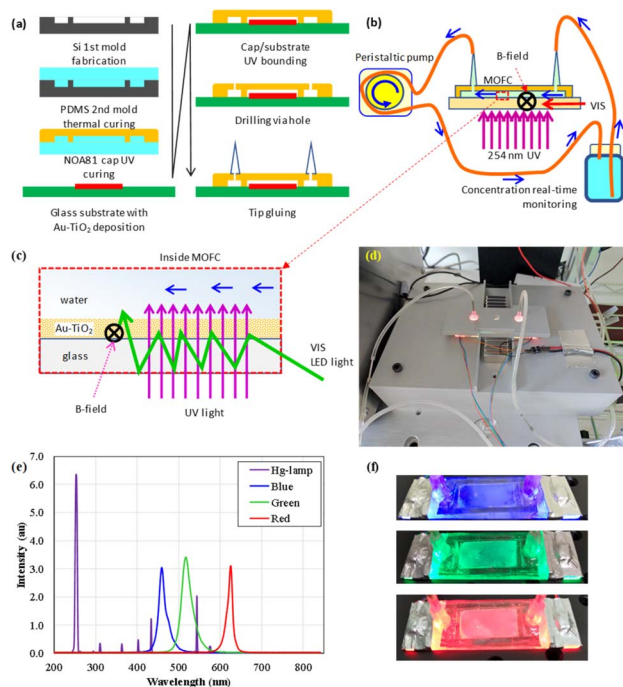 (a)
Si 1st mold
fabrication
PDMS 2nd mold
thermal curing
NOA81 cap UV
curing
Glass substrate with
Au-TiO₂ deposition
Cap/substrate
UV bounding
Drilling via hole
Tip gluing
(b)
Peristaltic pump
B-field
MOFC
VIS
254 nm UV
Concentration real-time
monitoring
(c)
Inside MOFC
water
Au-TiO₂
glass
VIS
LED light
B-field
UV light
(d)
(e)
7.0
6.0
5.0
4.0
3.0
2.0
1.0
0.0
Intensity (au)
Hg-lamp
Blue
Green
Red
200 300 400 500 600 700 800
Wavelength (nm)
(f)